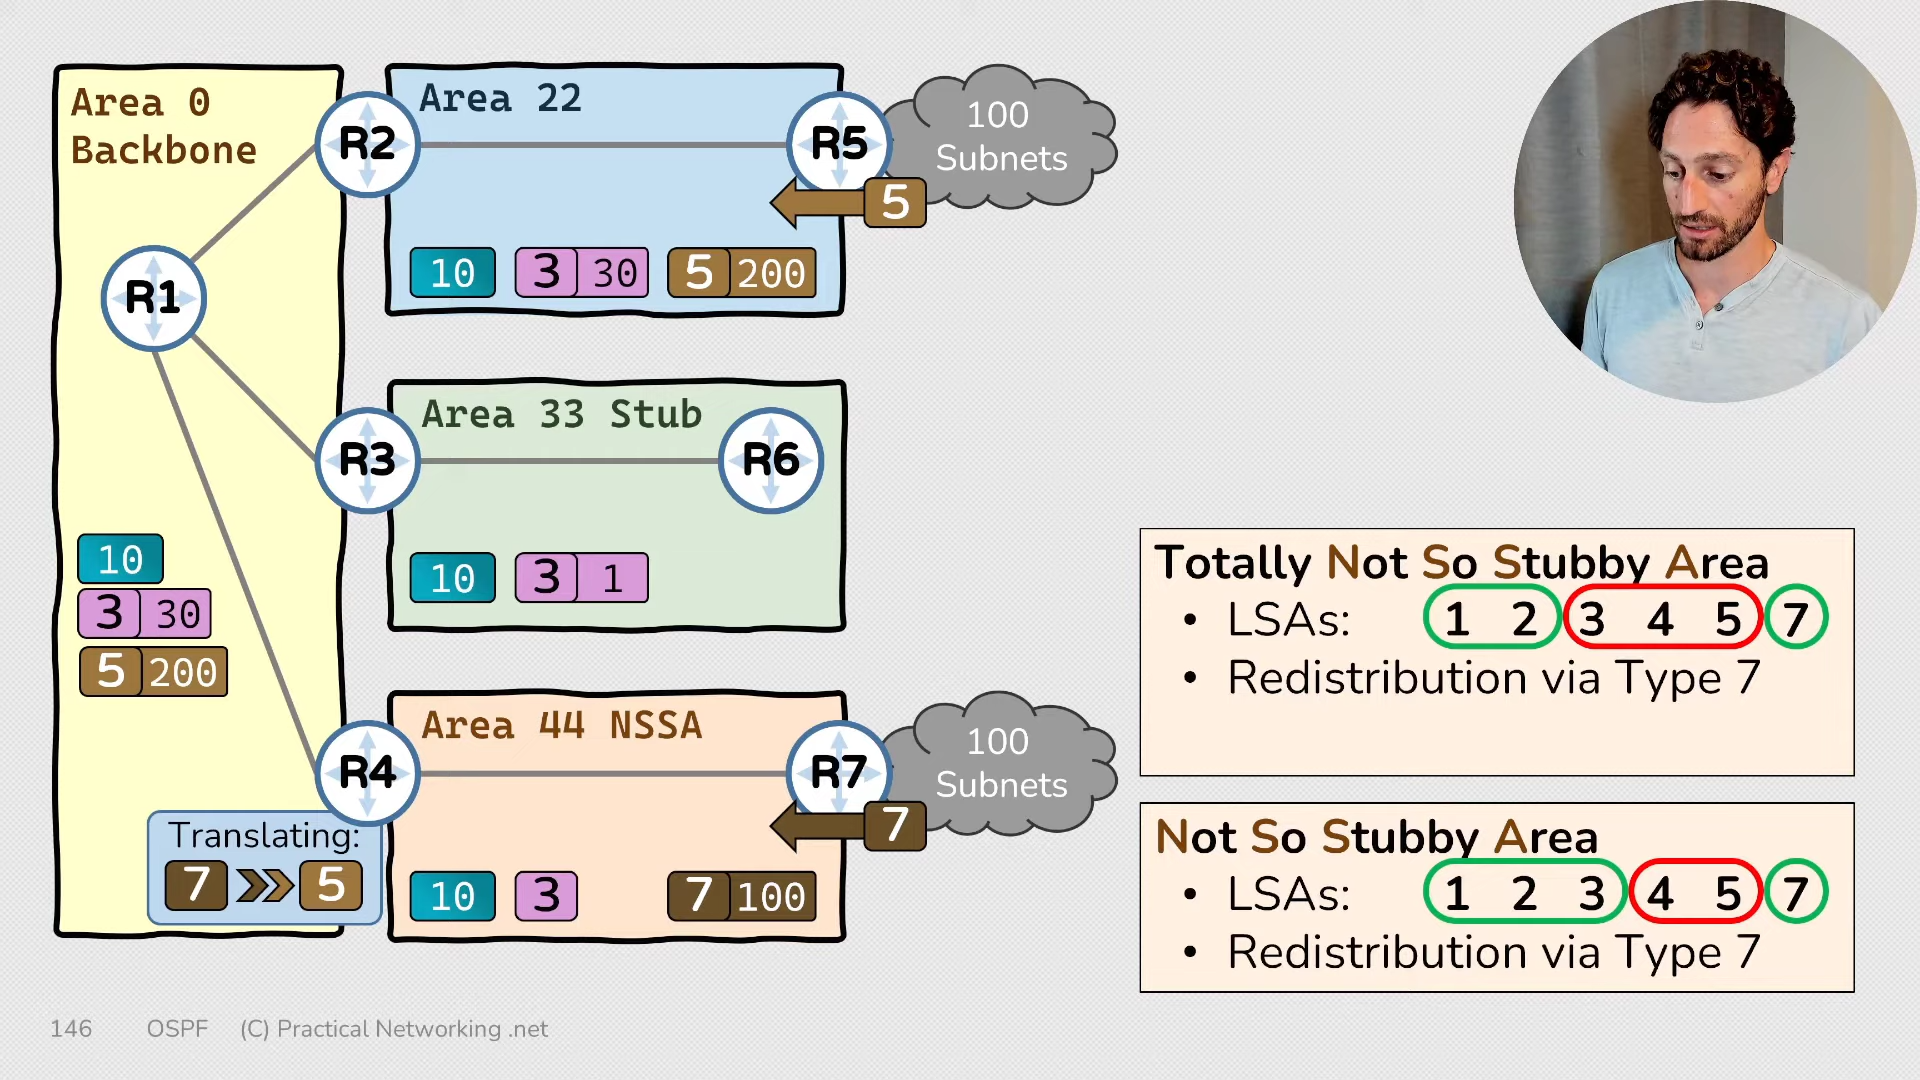 Area 0
Backbone
R1
10
3 30
5 200
R2
Area 22
R5
100
Subnets
5
10 3 30 5 200
R3
Area 33 Stub
R6
10 3 1
R4
Area 44 NSSA
R7
100
Subnets
7
Translating:
7 5
10 3 7 100
Totally Not So Stubby Area
• LSAs: 1 2 3 4 5 7
• Redistribution via Type 7
Not So Stubby Area
• LSAs: 1 2 3 4 5 7
• Redistribution via Type 7
146 OSPF (C) Practical Networking .net